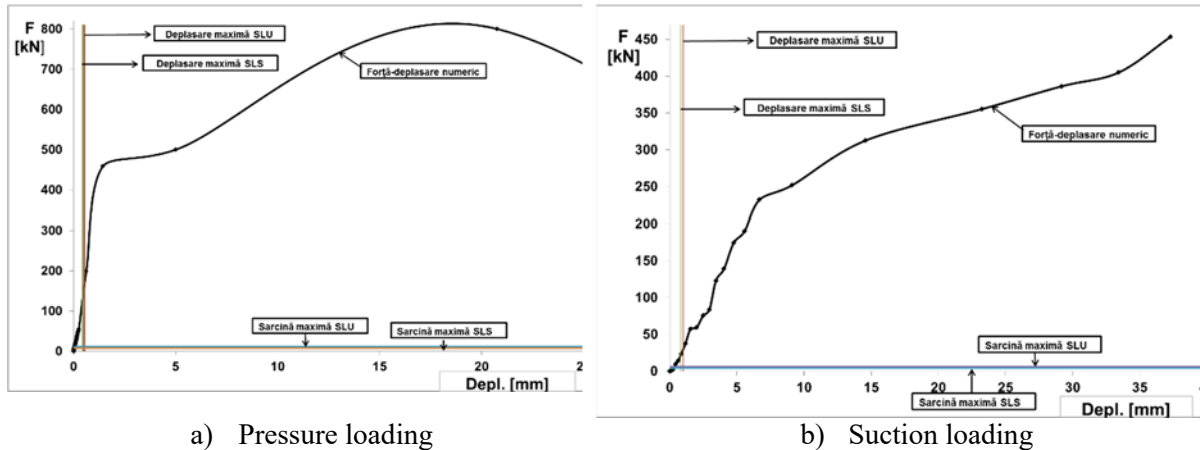 F
[kN]
800
700
600
500
400
300
200
100
0
0
5
10
15
20
2
Deplasare maximă SLU
Deplasare maximă SLS
Forță-deplasare numeric
Sarcină maximă SLU
Sarcină maximă SLS
Depl. [mm]
a) Pressure loading
F
[kN]
450
400
350
300
250
200
150
100
50
0
0
5
10
15
20
25
30
35
4
Deplasare maximă SLU
Deplasare maximă SLS
Forță-deplasare numeric
Sarcină maximă SLU
Sarcină maximă SLS
Depl. [mm]
b) Suction loading